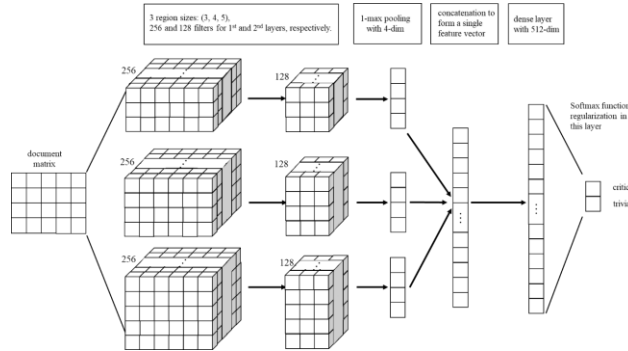 3 region sizes: (3, 4, 5),
256 and 128 filters for 1st and 2nd layers, respectively.
1-max pooling
with 4-dim
concatenation to
form a single
feature vector
dense layer
with 512-dim
256
128
Softmax function
regularization in
this layer
document
matrix
256
128
critic
trivia
256
128